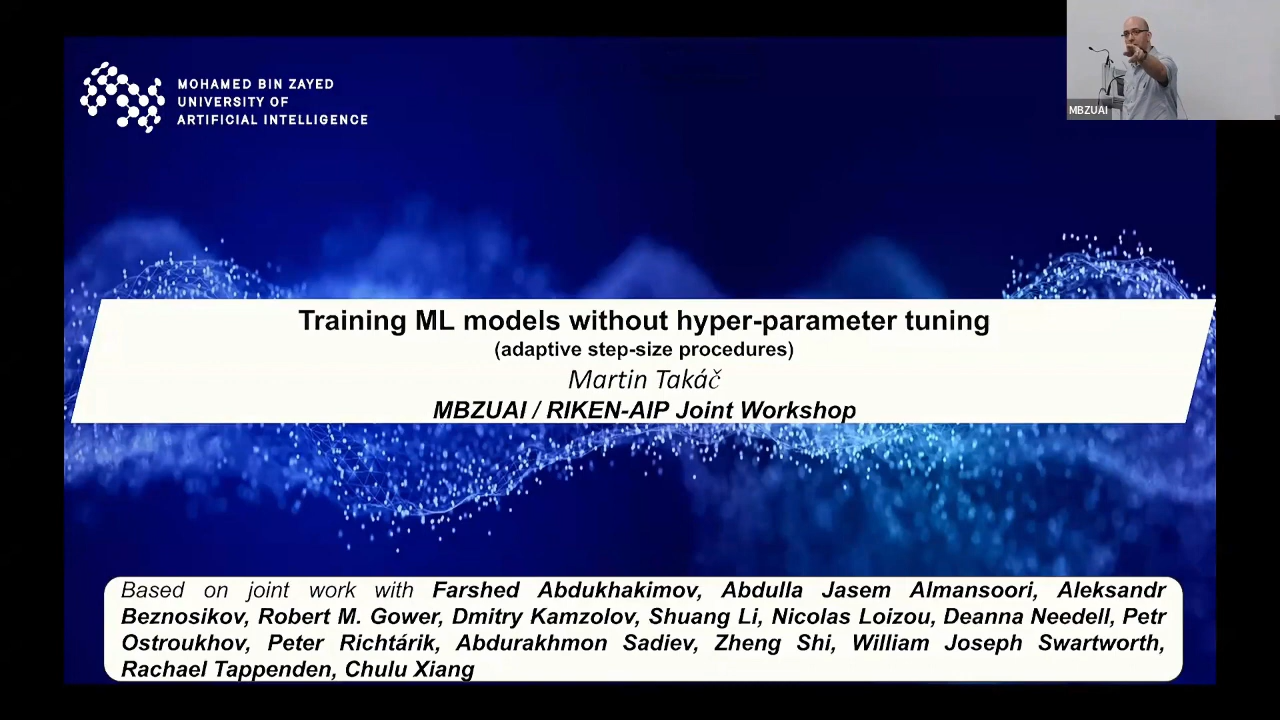 MOHAMED BIN ZAYED
UNIVERSITY OF
ARTIFICIAL INTELLIGENCE
MBZUAI
Training ML models without hyper-parameter tuning
(adaptive step-size procedures)
Martin Takáč
MBZUAI / RIKEN-AIP Joint Workshop
Based on joint work with Farshed Abdukhakimov, Abdulla Jasem Almansoori, Aleksandr
Beznosikov, Robert M. Gower, Dmitry Kamzolov, Shuang Li, Nicolas Loizou, Deanna Needell, Petr
Ostroukhov, Peter Richtárik, Abdurakhmon Sadiev, Zheng Shi, William Joseph Swartworth,
Rachael Tappenden, Chulu Xiang